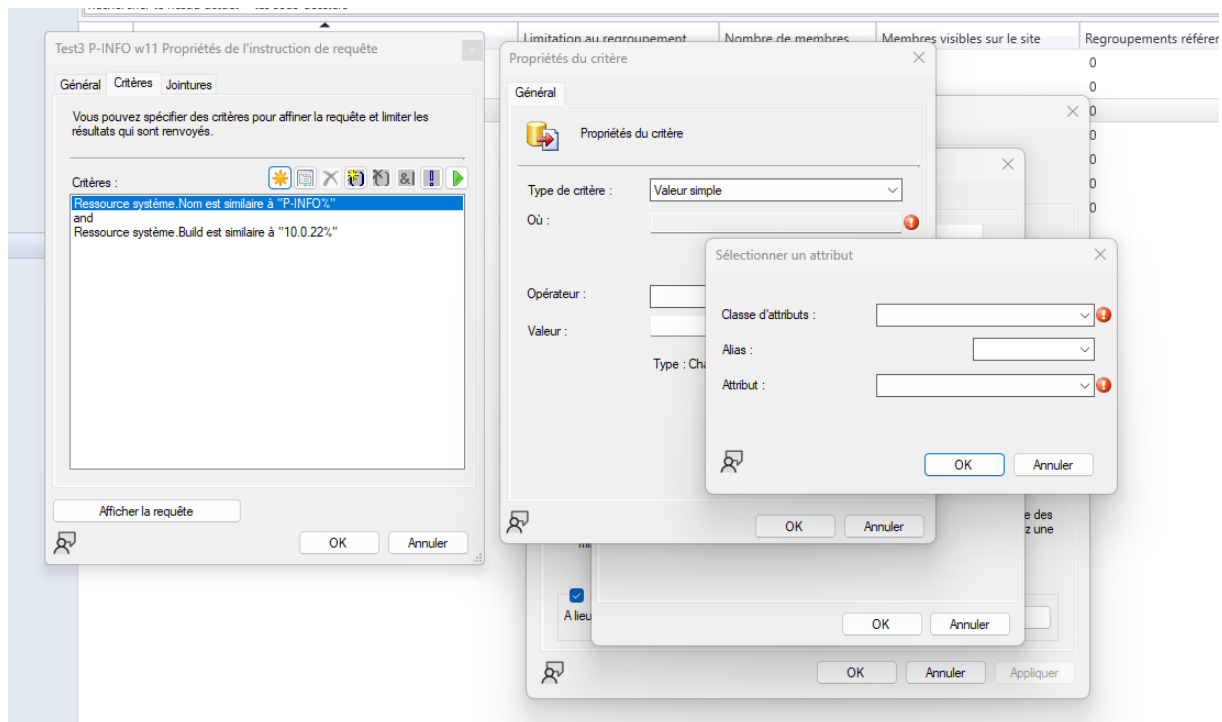 Limitation au regroupement Nombre de membres Membres visibles sur le site Regroupements référer
0
0
0
0
0
0
0
Test3 P-INFO w11 Propriétés de l'instruction de requête
Général Critères Jointures
Vous pouvez spécifier des critères pour affiner la requête et limiter les
résultats qui sont renvoyés.
Critères :
Ressource système.Nom est similaire à "P-INFO%"
and
Ressource système.Build est similaire à "10.0.22%"
Afficher la requête
OK Annuler
Propriétés du critère
Général
Propriétés du critère
Type de critère : Valeur simple
Où :
Opérateur :
Valeur :
Type : Cha
OK Annuler
Sélectionner un attribut
Classe d'attributs :
Alias :
Attribut :
OK Annuler
e des
z une
A lieu
OK Annuler
OK Annuler Appliquer